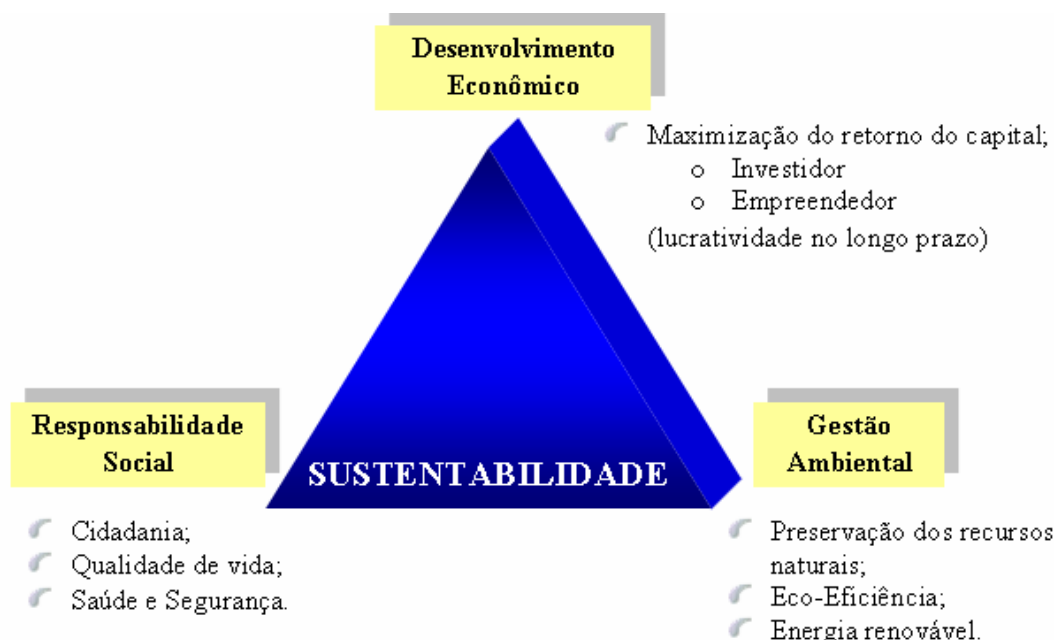 Desenvolvimento
Econômico
Maximização do retorno do capital;
o Investidor
o Empreendedor
(lucratividade no longo prazo)
Responsabilidade
Social
Gestão
Ambiental
SUSTENTABILIDADE
Cidadania;
Qualidade de vida;
Saúde e Segurança.
Preservação dos recursos
naturais;
Eco-Eficiência;
Energia renovável.